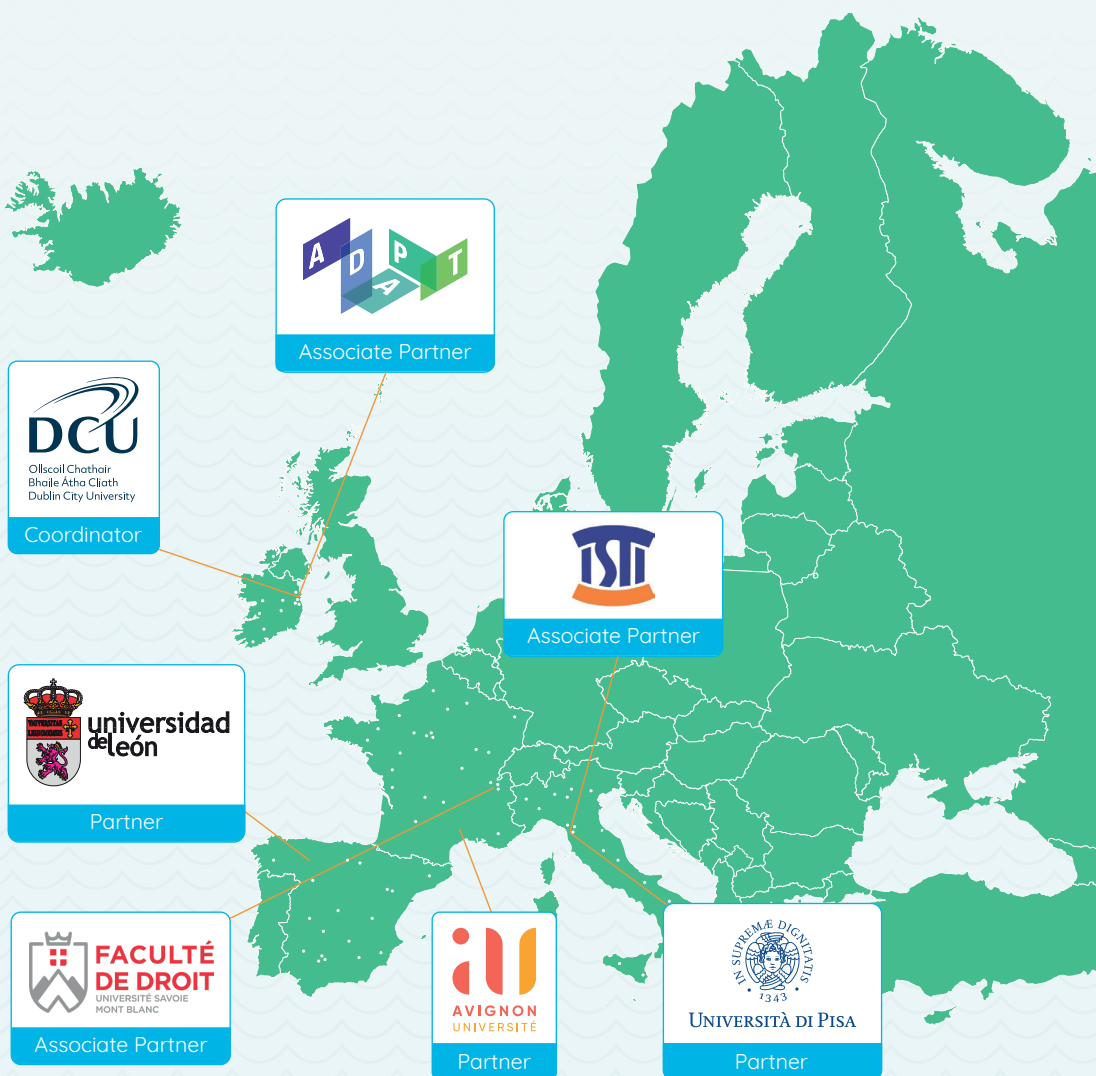 ADAPT
Associate Partner
DCU
Ollscoil Chathair
Bhaile Átha Cliath
Dublin City University
Coordinator
ISTI
Associate Partner
universidad
de león
Partner
FACULTÉ
DE DROIT
UNIVERSITÉ SAVOIE
MONT BLANC
Associate Partner
AVIGNON
UNIVERSITÉ
Partner
IN SUPREMÆ DIGNITATIS
1343
UNIVERSITÀ DI PISA
Partner